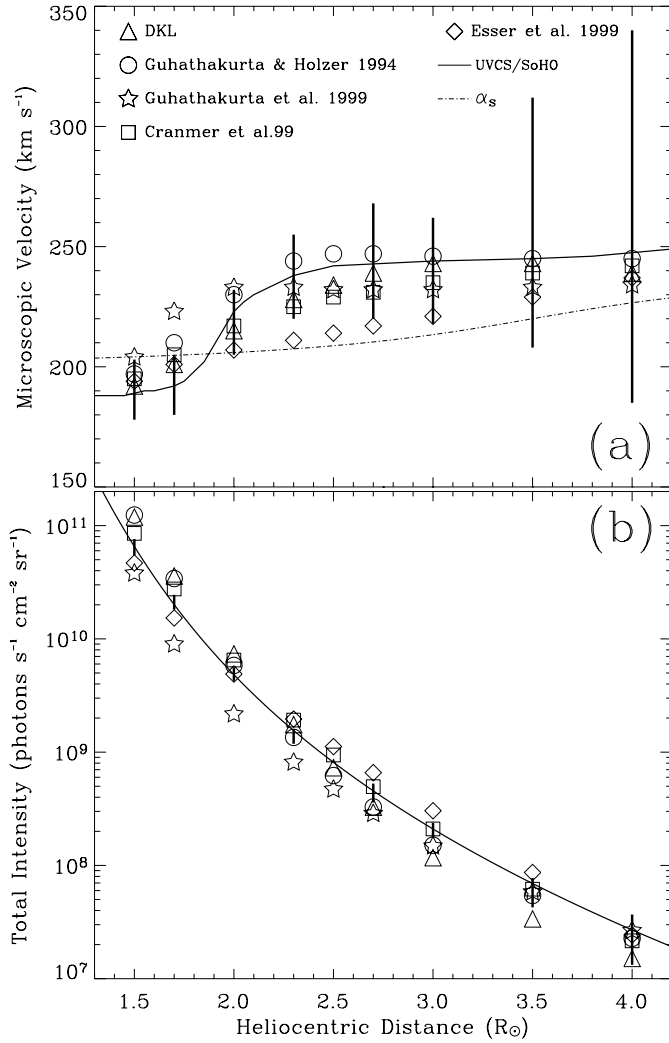 DKL
Guhathakurta & Holzer 1994
Guhathakurta et al. 1999
Cranmer et al.99
Esser et al. 1999
UVCS/SoHO
αs
Microscopic Velocity (km s⁻¹)
350
300
250
200
150
(a)
(b)
Total Intensity (photons s⁻¹ cm⁻² sr⁻¹)
10¹¹
10¹⁰
10⁹
10⁸
10⁷
1.5 2.0 2.5 3.0 3.5 4.0
Heliocentric Distance (R☉)